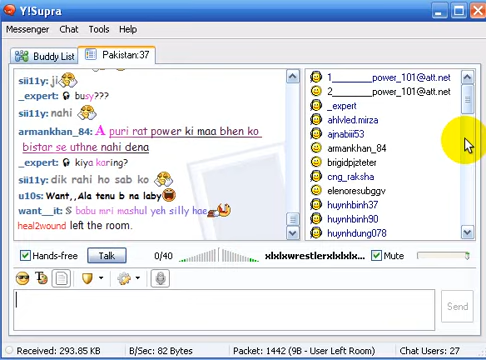 Y!Supra
Messenger Chat Tools Help
Buddy List Pakistan:37
sii11y: ji
_expert: busy???
sii11y: nahi
armankhan_84: A puri rat power ki maa bhen ko
bistar se uthne nahi dena
_expert: kiya karing?
sii11y: dik rahi ho sab ko
u10s: Want,,Ala tenu b na laby
want__it: S babu mri mashul yeh silly hae
heal2wound left the room.
1________power_101@att.net
2________power_101@att.net
_expert
ahlvled.mirza
ajnabii53
armankhan_84
brigidpjzteter
cng_raksha
elenoresubggv
huynhbinh37
huynhbinh90
huynhdung078
Hands-free Talk 0/40 xlxlxwrestlerxlxlxlx... Mute
Send
Received: 293.85 KB B/Sec: 82 Bytes Packet: 1442 (9B - User Left Room) Chat Users: 27